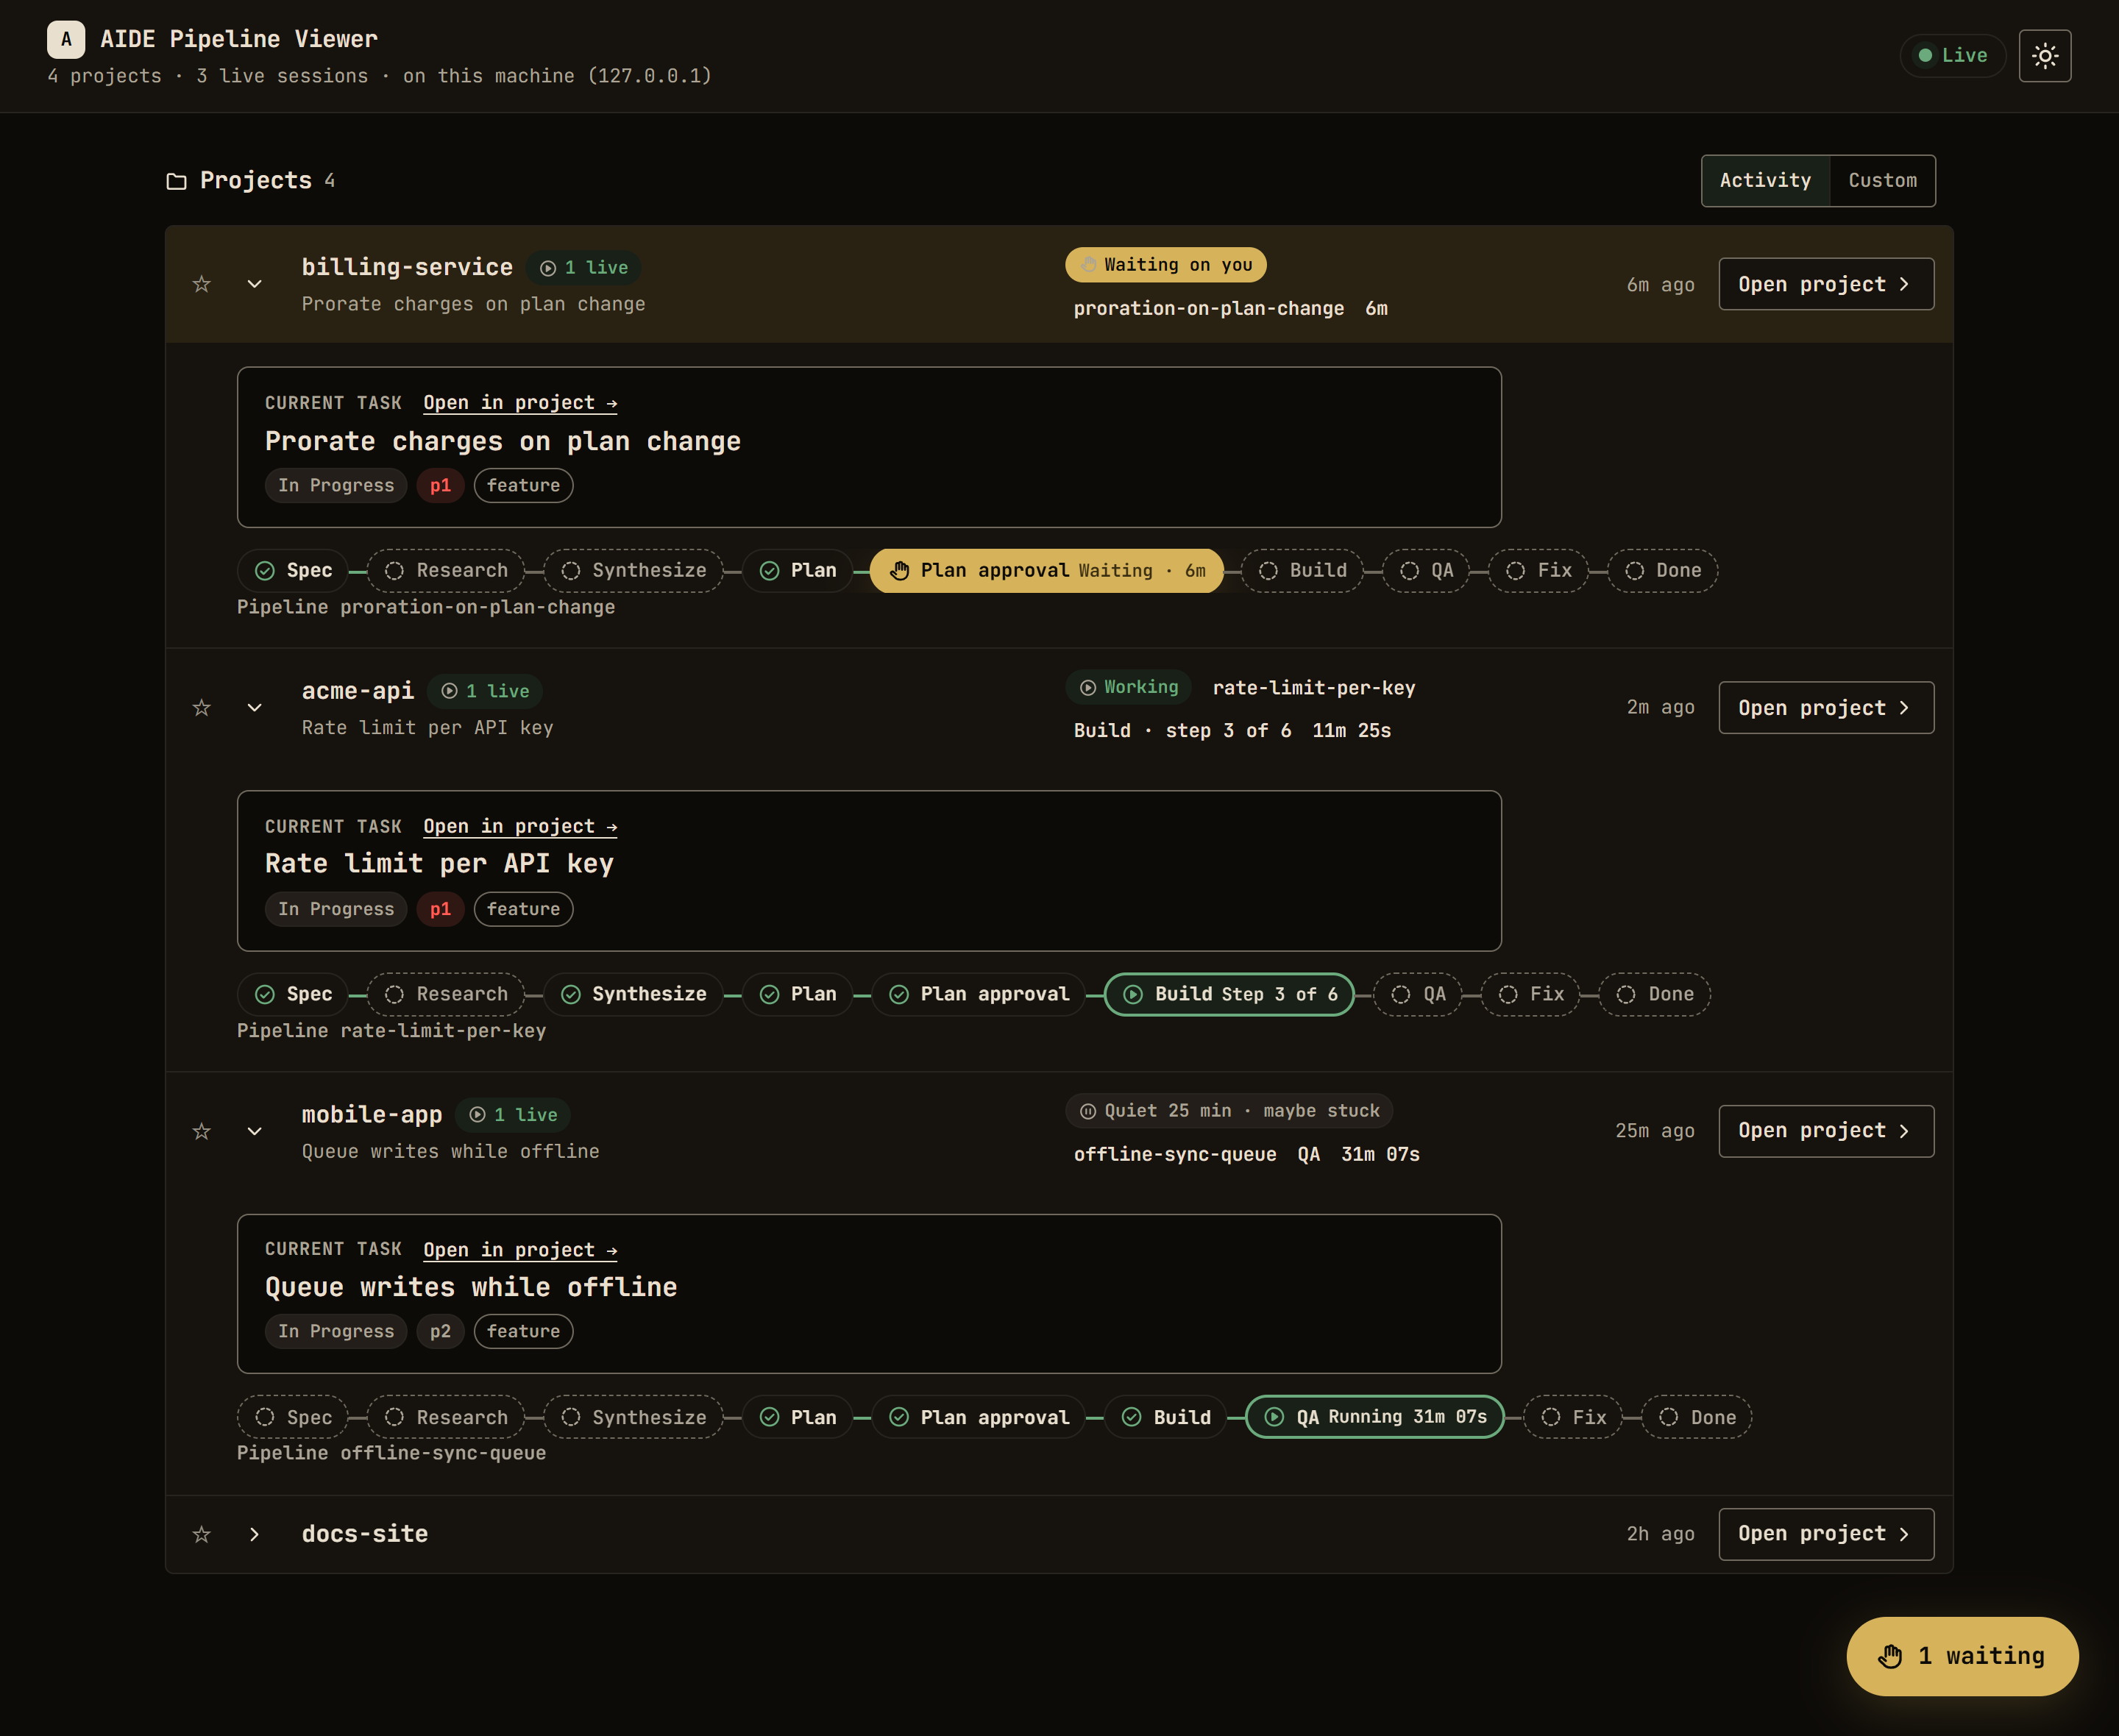 A AIDE Pipeline Viewer
4 projects · 3 live sessions · on this machine (127.0.0.1)
Live
Projects 4
Activity Custom
billing-service 1 live
Prorate charges on plan change
Waiting on you
proration-on-plan-change 6m
6m ago
Open project
CURRENT TASK Open in project →
Prorate charges on plan change
In Progress p1 feature
Spec Research Synthesize Plan Plan approval Waiting · 6m Build QA Fix Done
Pipeline proration-on-plan-change
acme-api 1 live
Rate limit per API key
Working rate-limit-per-key
Build · step 3 of 6 11m 25s
2m ago
Open project
CURRENT TASK Open in project →
Rate limit per API key
In Progress p1 feature
Spec Research Synthesize Plan Plan approval Build Step 3 of 6 QA Fix Done
Pipeline rate-limit-per-key
mobile-app 1 live
Queue writes while offline
Quiet 25 min · maybe stuck
offline-sync-queue QA 31m 07s
25m ago
Open project
CURRENT TASK Open in project →
Queue writes while offline
In Progress p2 feature
Spec Research Synthesize Plan Plan approval Build QA Running 31m 07s Fix Done
Pipeline offline-sync-queue
docs-site
2h ago
Open project
1 waiting